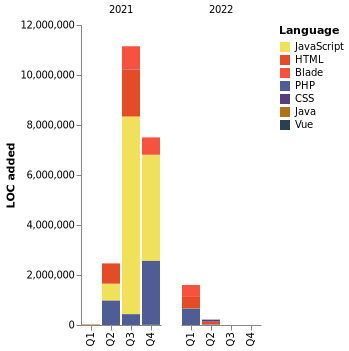 2021 2022
Language
JavaScript
HTML
Blade
PHP
CSS
Java
Vue
LOC added
12,000,000
10,000,000
8,000,000
6,000,000
4,000,000
2,000,000
0
Q1 Q2 Q3 Q4 Q1 Q2 Q3 Q4